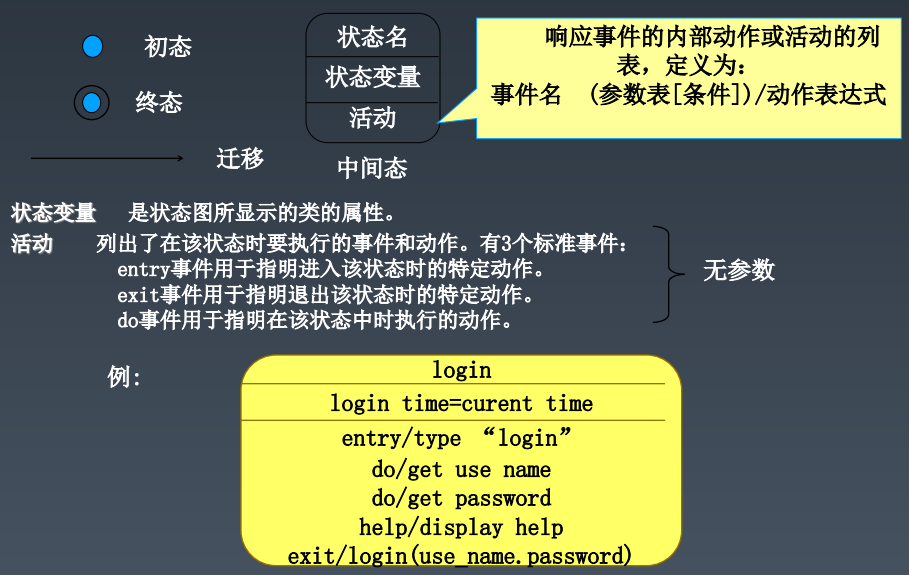 初态
终态
迁移
状态名
状态变量
活动
中间态
响应事件的内部动作或活动的列
表，定义为：
事件名 (参数表[条件])/动作表达式
状态变量 是状态图所显示的类的属性。
活动 列出了在该状态时要执行的事件和动作。有3个标准事件：
entry事件用于指明进入该状态时的特定动作。
exit事件用于指明退出该状态时的特定动作。
do事件用于指明在该状态中时执行的动作。
无参数
例：
login
login time=curent time
entry/type “login”
do/get use name
do/get password
help/display help
exit/login(use_name.password)